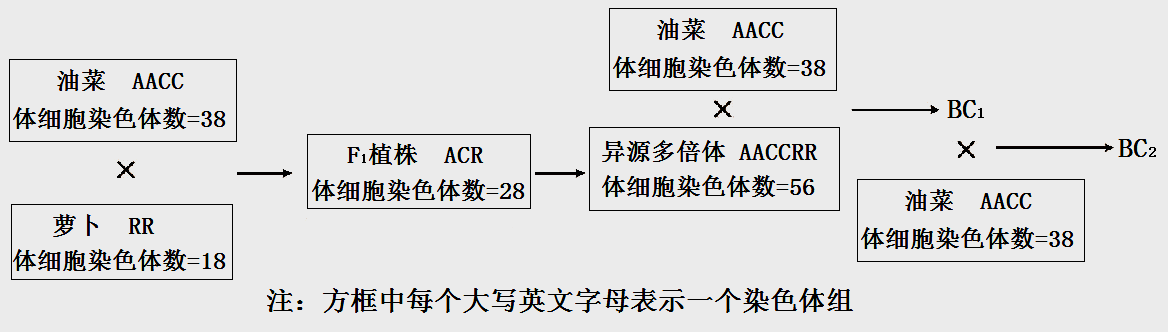 油菜 AACC
体细胞染色体数=38
×
萝卜 RR
体细胞染色体数=18
F₁植株 ACR
体细胞染色体数=28
油菜 AACC
体细胞染色体数=38
×
异源多倍体 AACCRR
体细胞染色体数=56
BC₁
×
油菜 AACC
体细胞染色体数=38
BC₂
注：方框中每个大写英文字母表示一个染色体组